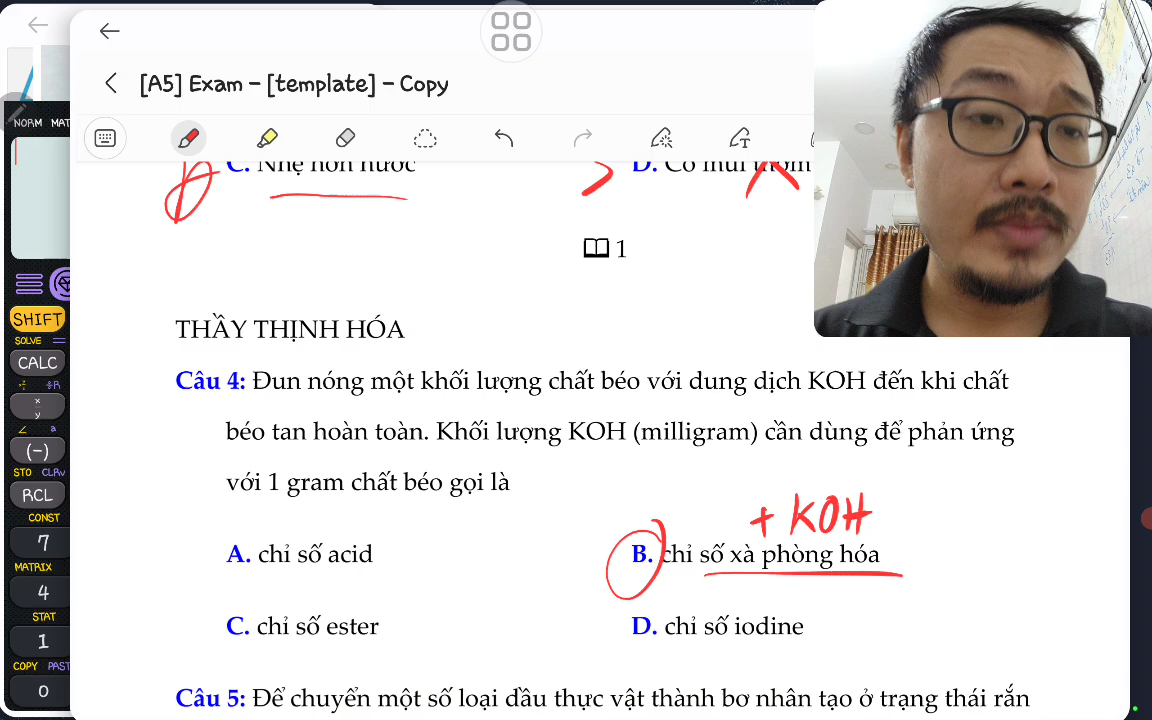 [A5] Exam – [template] – Copy
NORM MAT
C. Nhẹ hơn nước
D. Có mùi thơm
1
THẦY THỊNH HÓA
Câu 4: Đun nóng một khối lượng chất béo với dung dịch KOH đến khi chất
béo tan hoàn toàn. Khối lượng KOH (milligram) cần dùng để phản ứng
với 1 gram chất béo gọi là
+ KOH
A. chỉ số acid
B. chỉ số xà phòng hóa
C. chỉ số ester
D. chỉ số iodine
Câu 5: Để chuyển một số loại dầu thực vật thành bơ nhân tạo ở trạng thái rắn
SHIFT
SOLVE =
CALC
x
y
∠ a
(−)
STO CLRv
RCL
CONST
7
MATRIX
4
STAT
1
COPY PAST
0